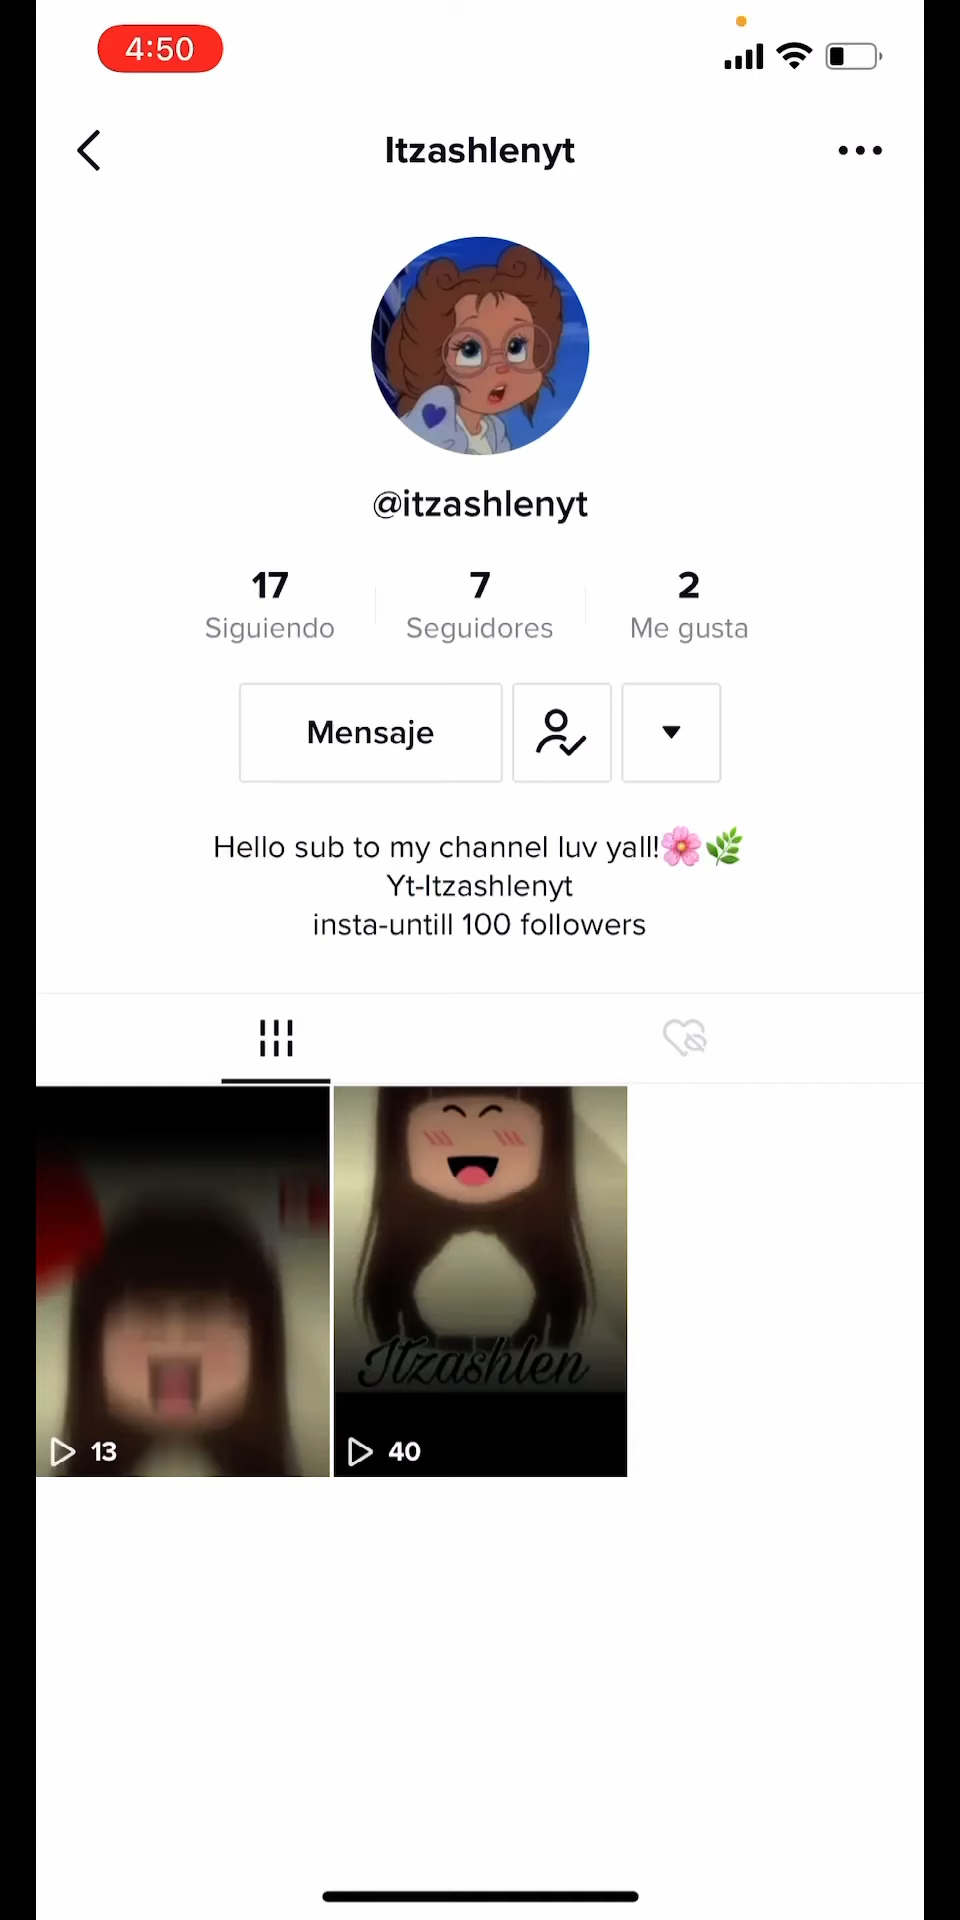 4:50
Itzashlenyt
@itzashlenyt
17
Siguiendo
7
Seguidores
2
Me gusta
Mensaje
Hello sub to my channel luv yall!🌸🌿
Yt-Itzashlenyt
insta-untill 100 followers
Itzashlen
13
40